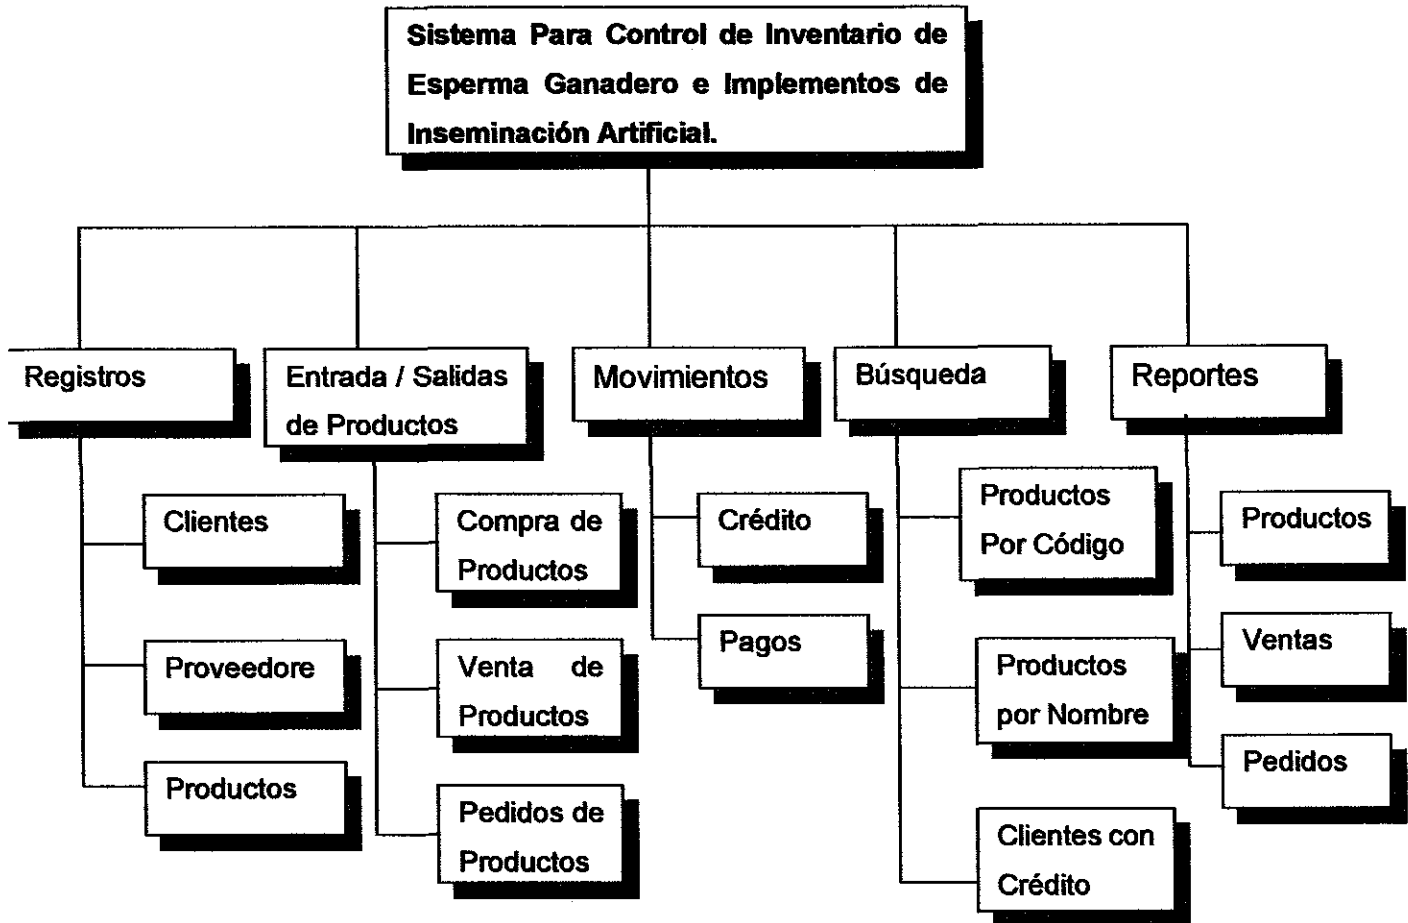 Sistema Para Control de Inventario de
Esperma Ganadero e Implementos de
Inseminación Artificial.
Registros
Entrada / Salidas
de Productos
Movimientos
Búsqueda
Reportes
Clientes
Proveedore
Productos
Compra de
Productos
Venta de
Productos
Pedidos de
Productos
Crédito
Pagos
Productos
Por Código
Productos
por Nombre
Clientes con
Crédito
Productos
Ventas
Pedidos